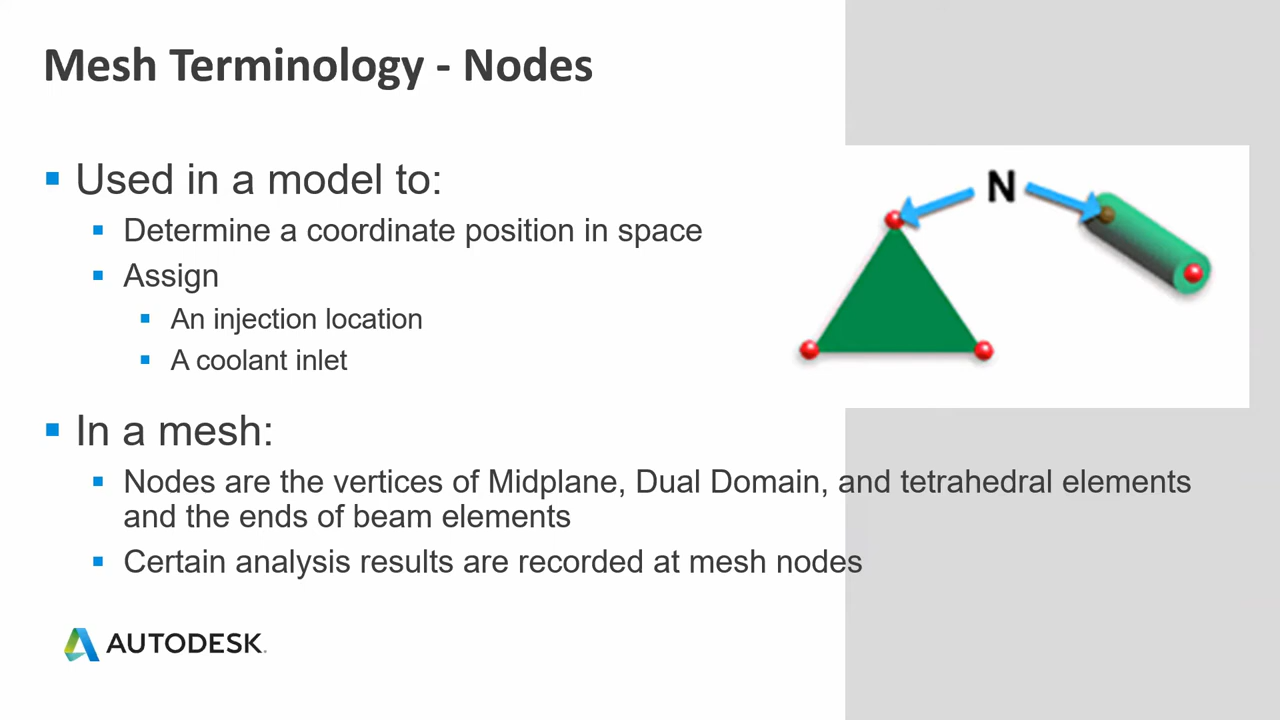 Mesh Terminology - Nodes
Used in a model to:
Determine a coordinate position in space
Assign
An injection location
A coolant inlet
N
In a mesh:
Nodes are the vertices of Midplane, Dual Domain, and tetrahedral elements
and the ends of beam elements
Certain analysis results are recorded at mesh nodes
AUTODESK.